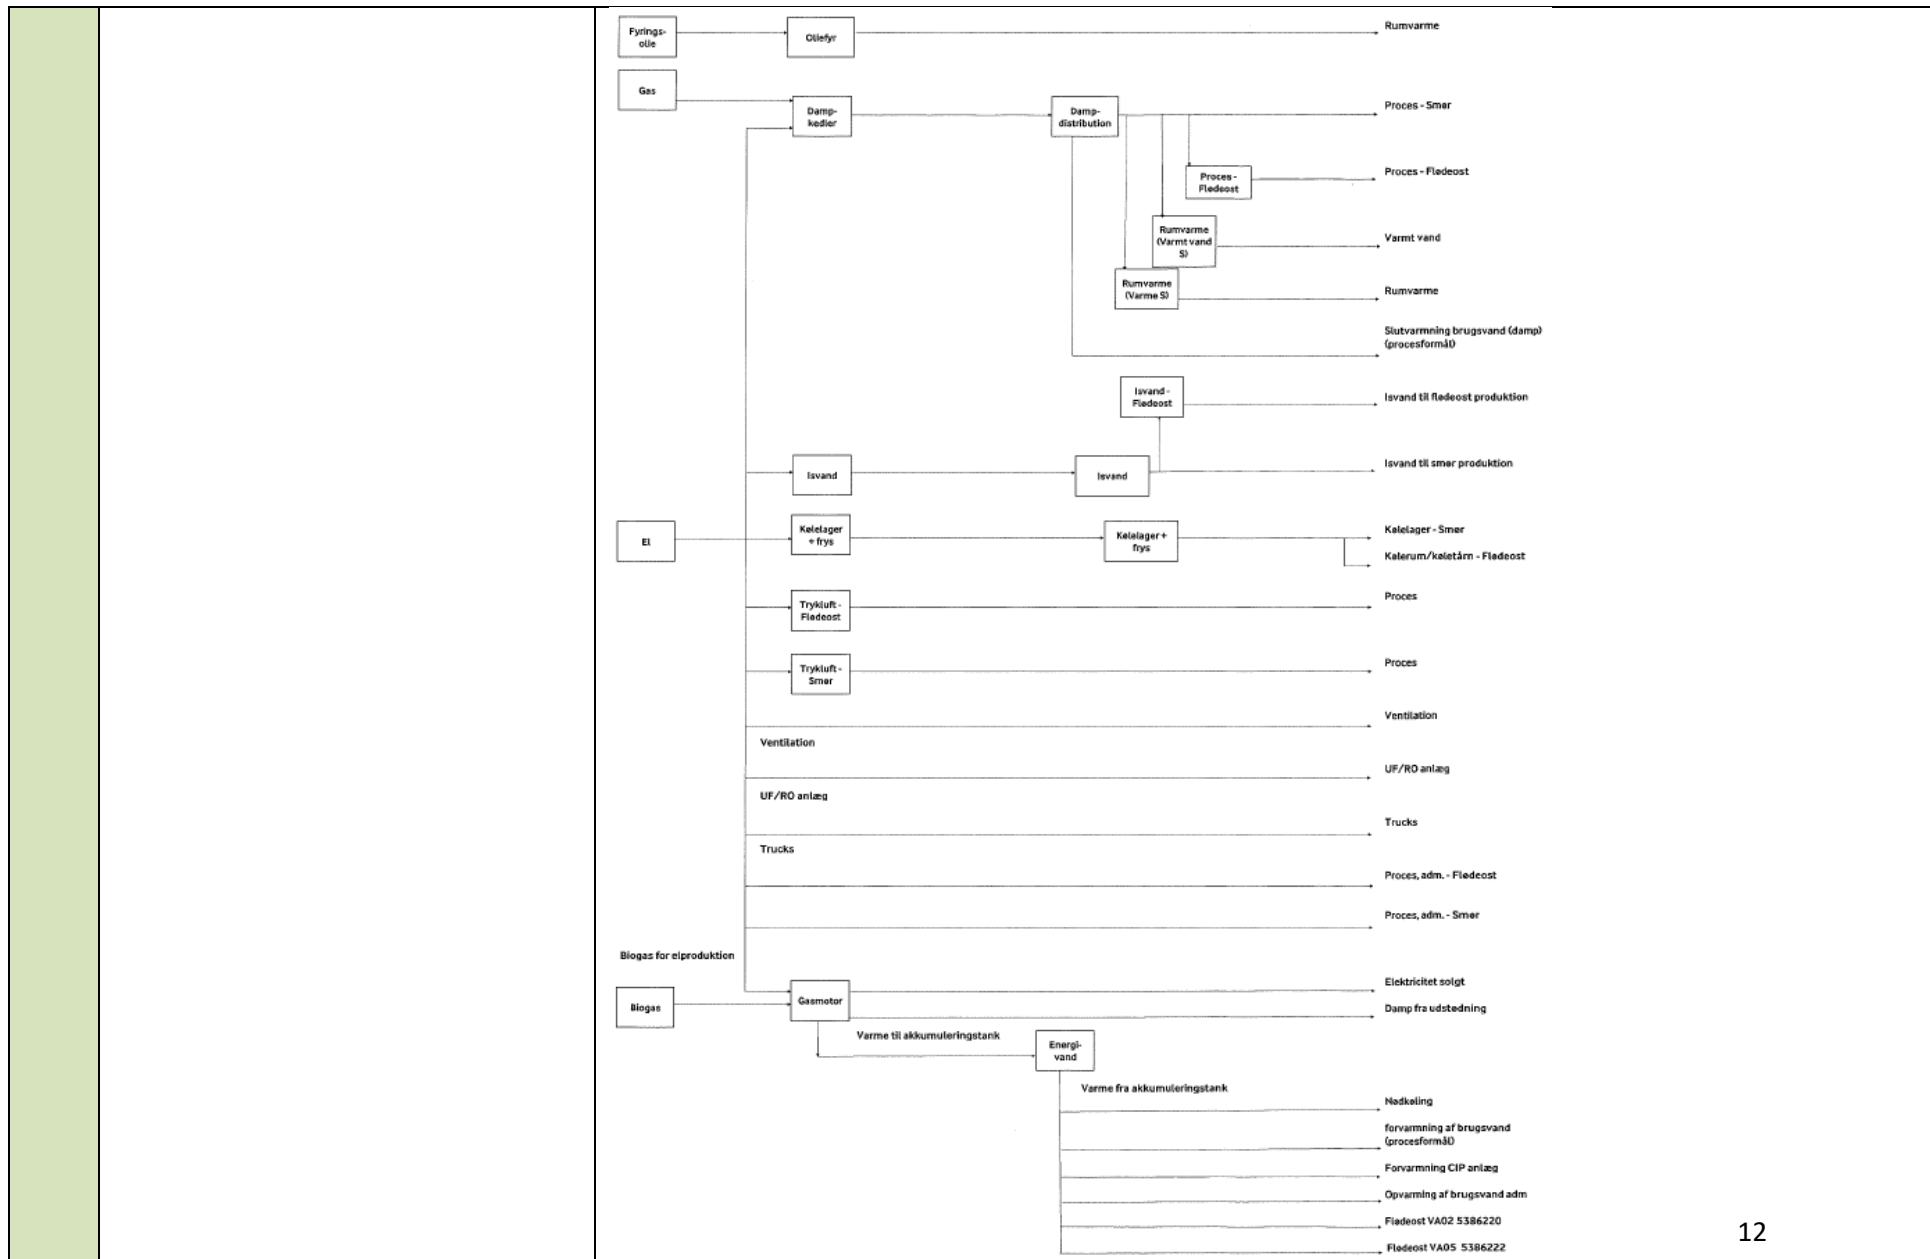 Fyrings-
olie
Oliefyr
Rumvarme
Gas
Damp-
kedler
Damp-
distribution
Proces - Smør
Proces -
Flødeost
Proces - Flødeost
Rumvarme
(Varmt vand
S)
Varmt vand
Rumvarme
(Varme S)
Rumvarme
Slutvarmning brugsvand (damp)
(procesformål)
Isvand -
Flødeost
Isvand til flødeost produktion
Isvand
Isvand
Isvand til smør produktion
El
Kølelager
+ frys
Kølelager +
frys
Kølelager - Smør
Kølerum/køletårn - Flødeost
Trykluft -
Flødeost
Proces
Trykluft -
Smør
Proces
Ventilation
Ventilation
UF/RO anlæg
UF/RO anlæg
Trucks
Trucks
Proces, adm. - Flødeost
Proces, adm. - Smør
Biogas for elproduktion
Biogas
Gasmotor
Elektricitet solgt
Damp fra udstødning
Varme til akkumuleringstank
Energi-
vand
Varme fra akkumuleringstank
Nødkøling
forvarmning af brugsvand
(procesformål)
Forvarmning CIP anlæg
Opvarming af brugsvand adm
Flødeost VA02 5386220
Flødeost VA05 5386222
12